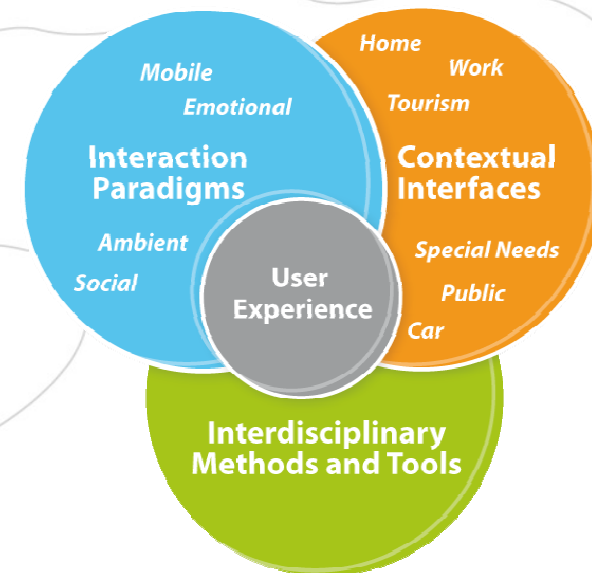 Mobile
Emotional
Interaction
Paradigms
Ambient
Social
Home
Work
Tourism
Contextual
Interfaces
Special Needs
Public
Car
User
Experience
Interdisciplinary
Methods and Tools